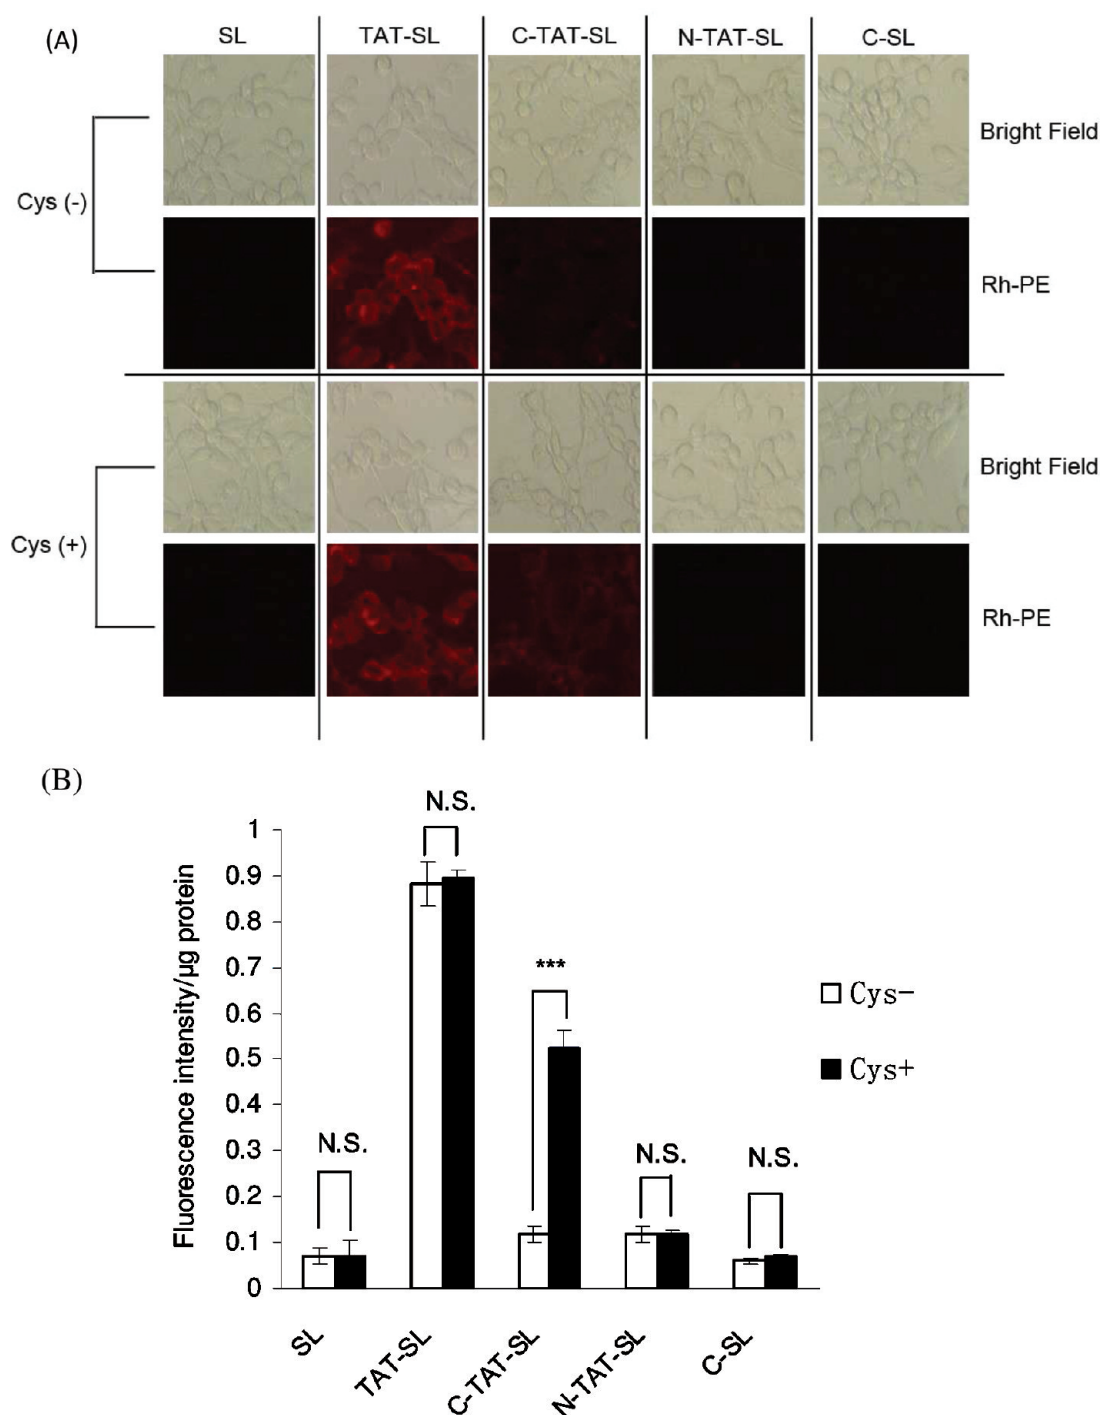 (A)
SL TAT-SL C-TAT-SL N-TAT-SL C-SL
Bright Field
Cys (-)
Rh-PE
Bright Field
Cys (+)
Rh-PE
(B)
N.S.
1
0.9
0.8
0.7
0.6
0.5
0.4
0.3
0.2
0.1
0
Fluorescence intensity/µg protein
***
N.S.
N.S.
N.S.
Cys−
Cys+
SL
TAT-SL
C-TAT-SL
N-TAT-SL
C-SL